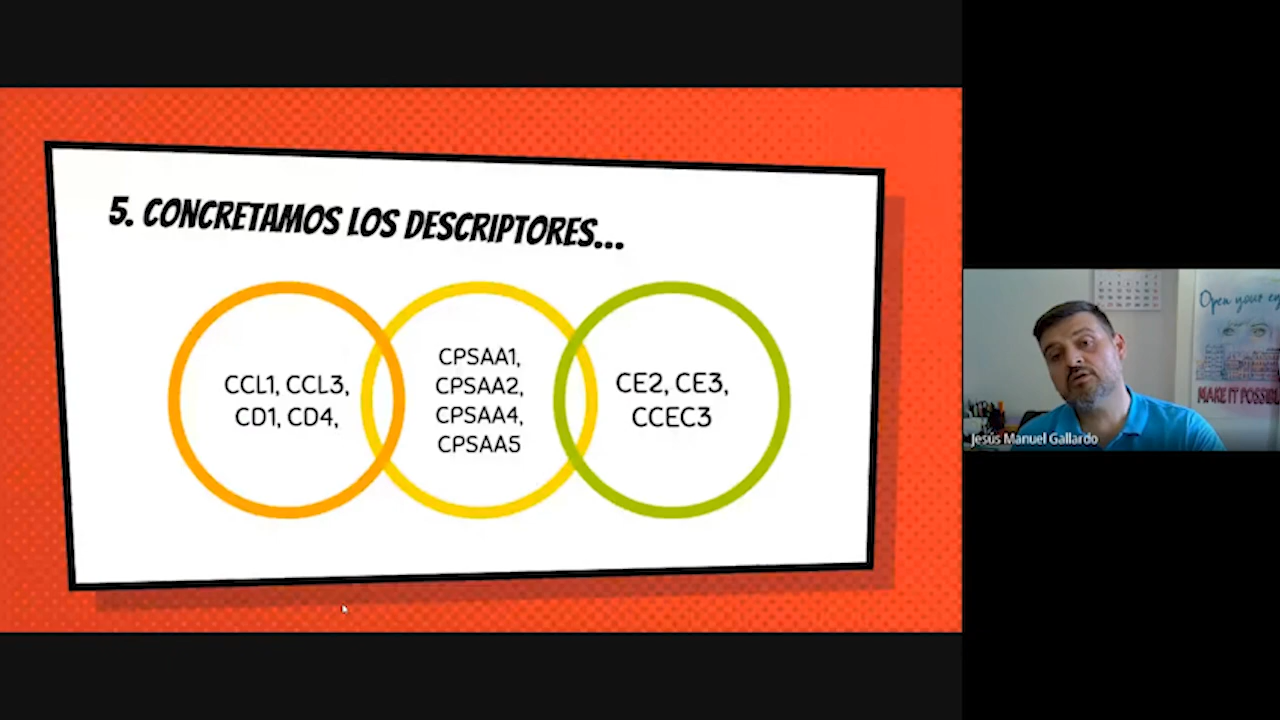 5. CONCRETAMOS LOS DESCRIPTORES...
CCL1, CCL3,
CD1, CD4,
CPSAA1,
CPSAA2,
CPSAA4,
CPSAA5
CE2, CE3,
CCEC3
Open your
MAKE IT
Jesús Manuel Gallardo